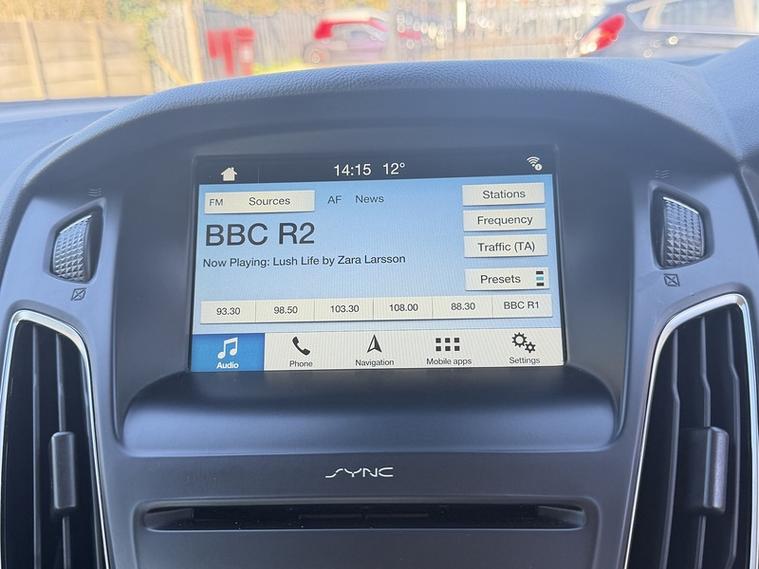 14:15 12°
FM Sources AF News Stations
BBC R2 Frequency
Traffic (TA)
Now Playing: Lush Life by Zara Larsson
Presets
93.30 98.50 103.30 108.00 88.30 BBC R1
Audio Phone Navigation Mobile apps Settings
SYNC